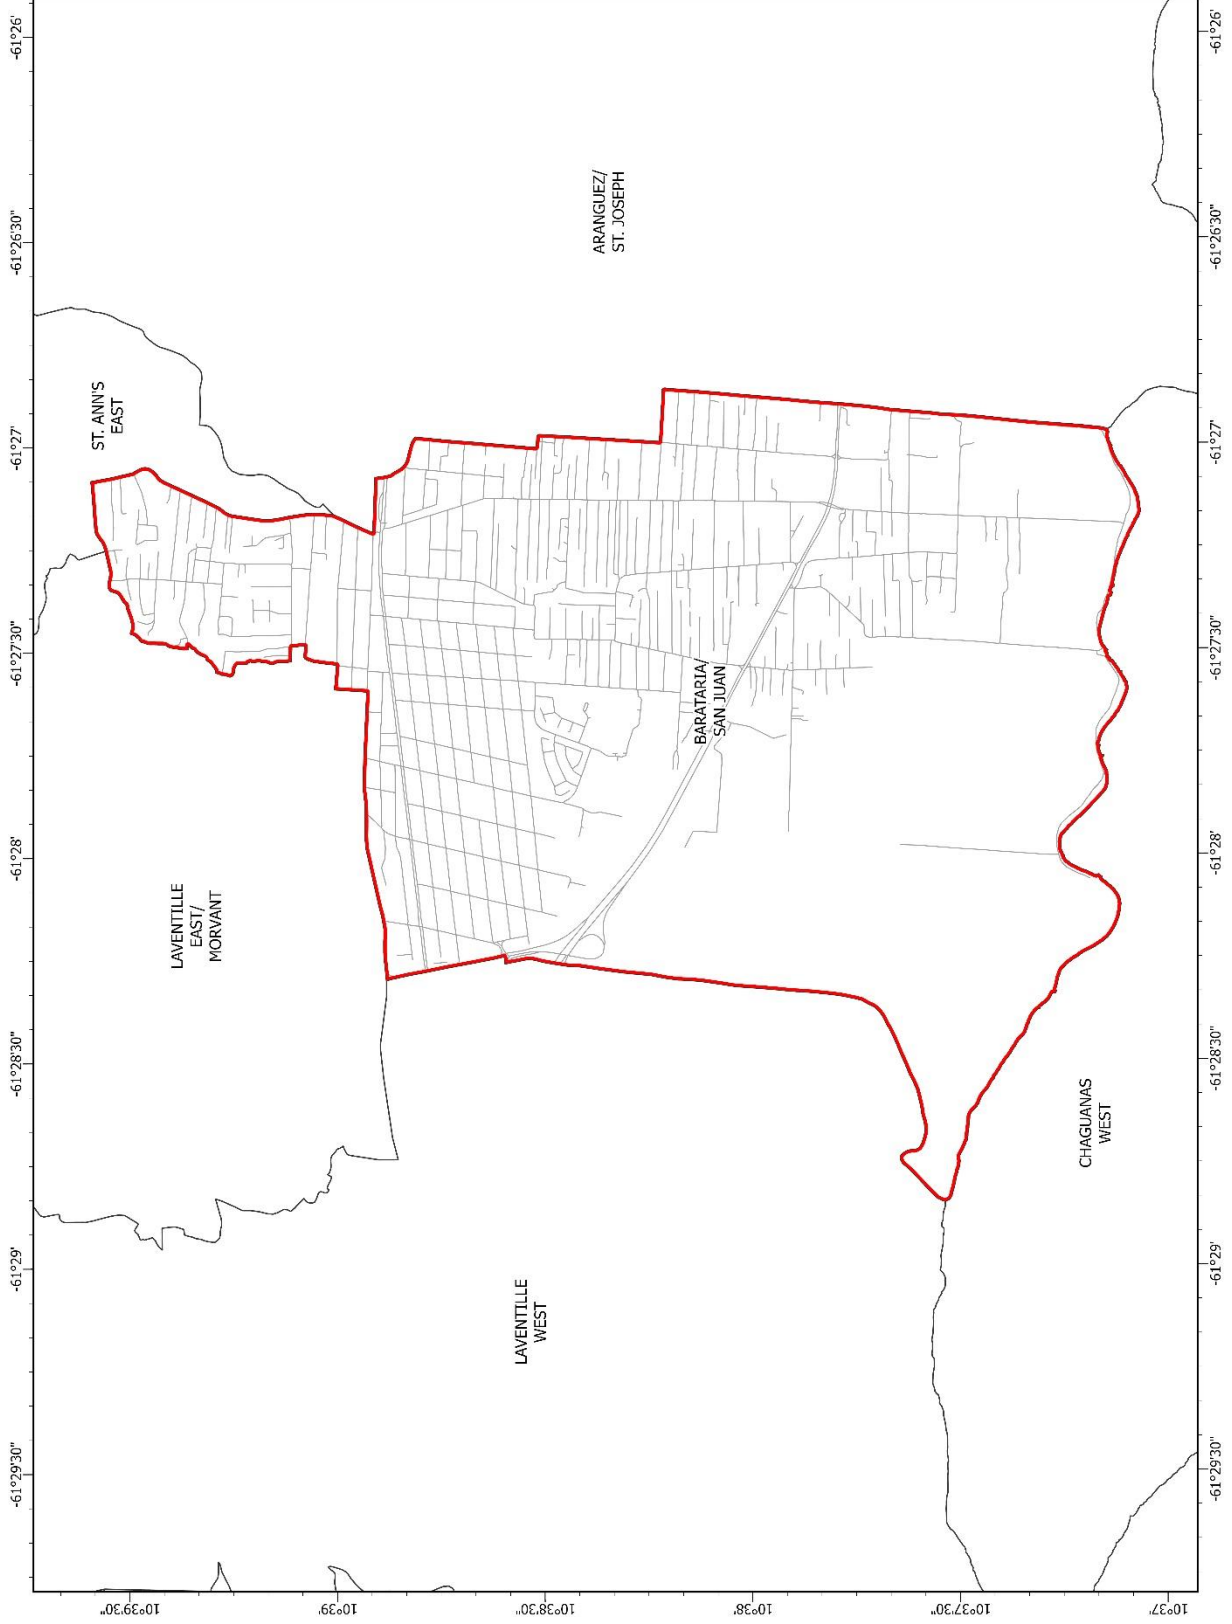 -61°29'30"
-61°29'
-61°28'30"
-61°28'
-61°27'30"
-61°27'
-61°26'30"
-61°26'
10°39'30"
10°39'
10°38'30"
10°38'
10°37'30"
10°37'
ST. ANN'S
EAST
LAVENTILLE
EAST/
MORVANT
ARANGUEZ/
ST. JOSEPH
BARATARIA/
SAN JUAN
LAVENTILLE
WEST
CHAGUANAS
WEST
-61°29'30"
-61°29'
-61°28'30"
-61°28'
-61°27'30"
-61°27'
-61°26'30"
-61°26'